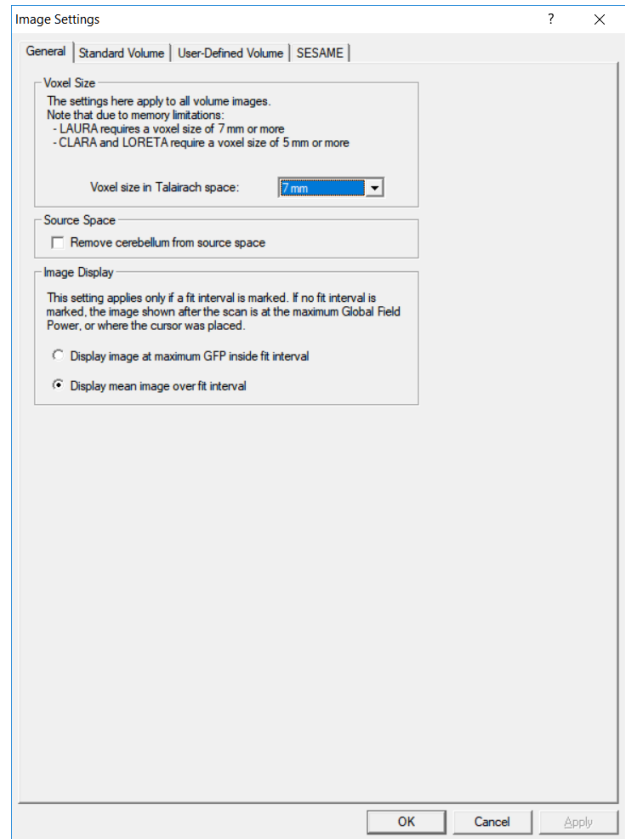 Image Settings ?
General Standard Volume User-Defined Volume SESAME
Voxel Size
The settings here apply to all volume images.
Note that due to memory limitations:
- LAURA requires a voxel size of 7 mm or more
- CLARA and LORETA require a voxel size of 5 mm or more
Voxel size in Talairach space: 7 mm
Source Space
Remove cerebellum from source space
Image Display
This setting applies only if a fit interval is marked. If no fit interval is
marked, the image shown after the scan is at the maximum Global Field
Power, or where the cursor was placed.
Display image at maximum GFP inside fit interval
Display mean image over fit interval
OK Cancel Apply